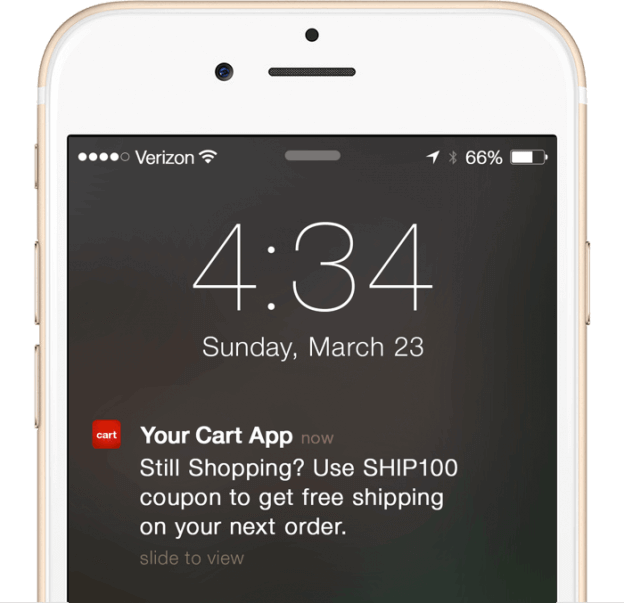 Verizon 66%
4:34
Sunday, March 23
cart
Your Cart App now
Still Shopping? Use SHIP100
coupon to get free shipping
on your next order.
slide to view